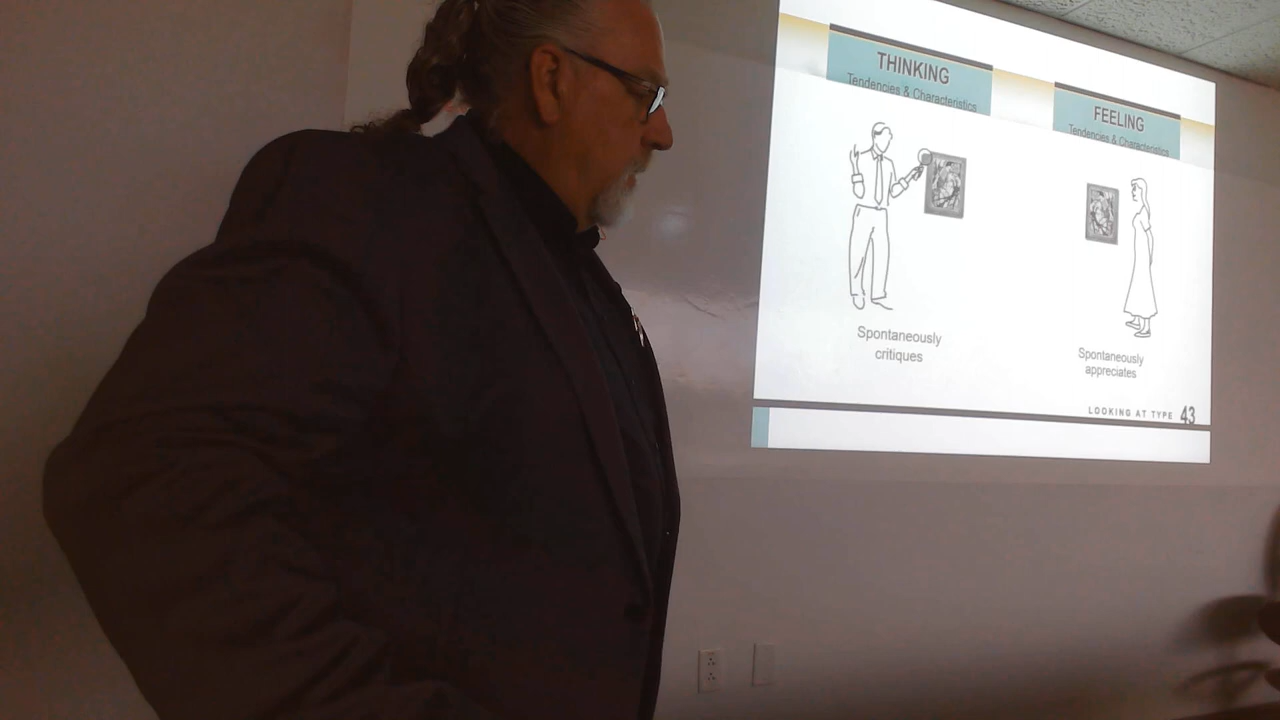 THINKING
Tendencies & Characteristics
FEELING
Tendencies & Characteristics
Spontaneously
critiques
Spontaneously
appreciates
LOOKING AT TYPE 43